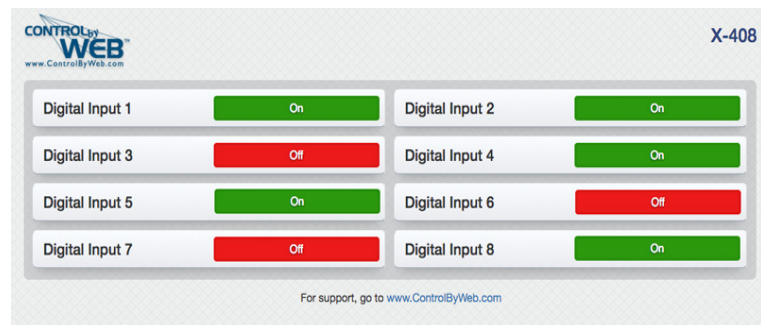 CONTROL by
WEB™
www.ControlByWeb.com
X-408
Digital Input 1 On Digital Input 2 On
Digital Input 3 Off Digital Input 4 On
Digital Input 5 On Digital Input 6 Off
Digital Input 7 Off Digital Input 8 On
For support, go to www.ControlByWeb.com